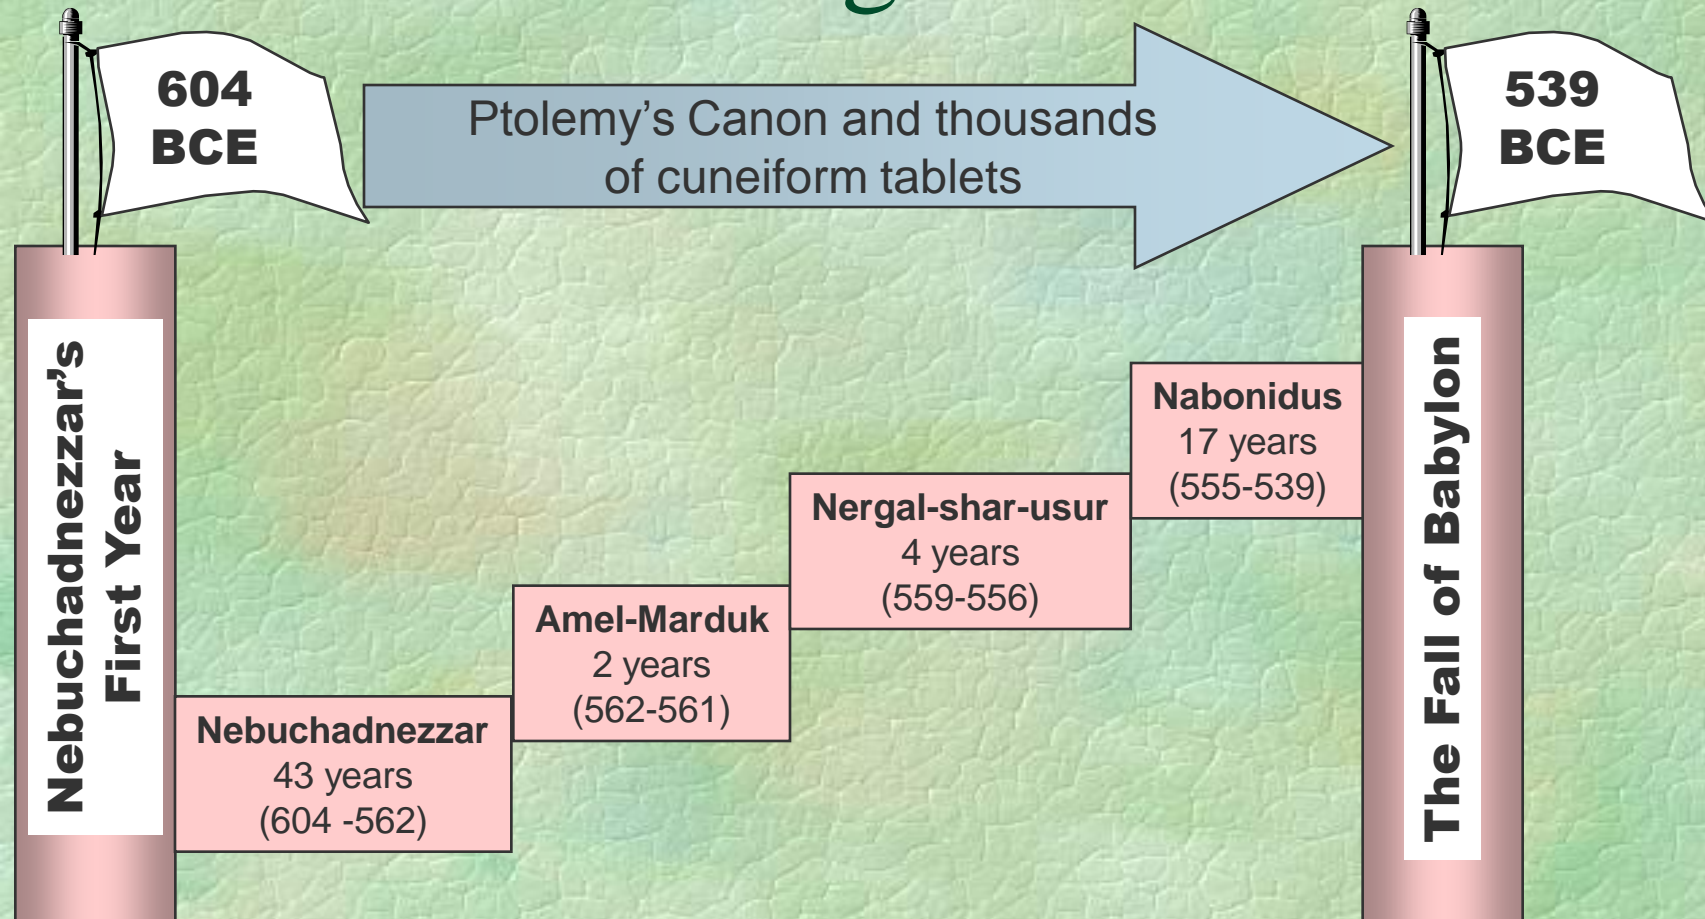 604
BCE
Ptolemy’s Canon and thousands
of cuneiform tablets
539
BCE
Nebuchadnezzar’s
First Year
Nebuchadnezzar
43 years
(604 -562)
Amel-Marduk
2 years
(562-561)
Nergal-shar-usur
4 years
(559-556)
Nabonidus
17 years
(555-539)
The Fall of Babylon